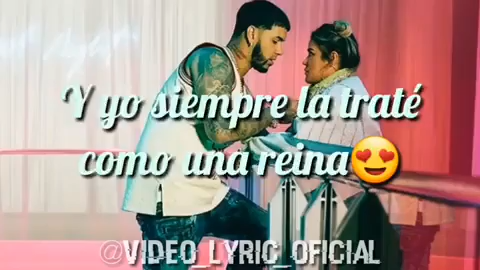 Y yo siempre la traté
como una reina😍
@VIDEO_LYRIC_OFICIAL